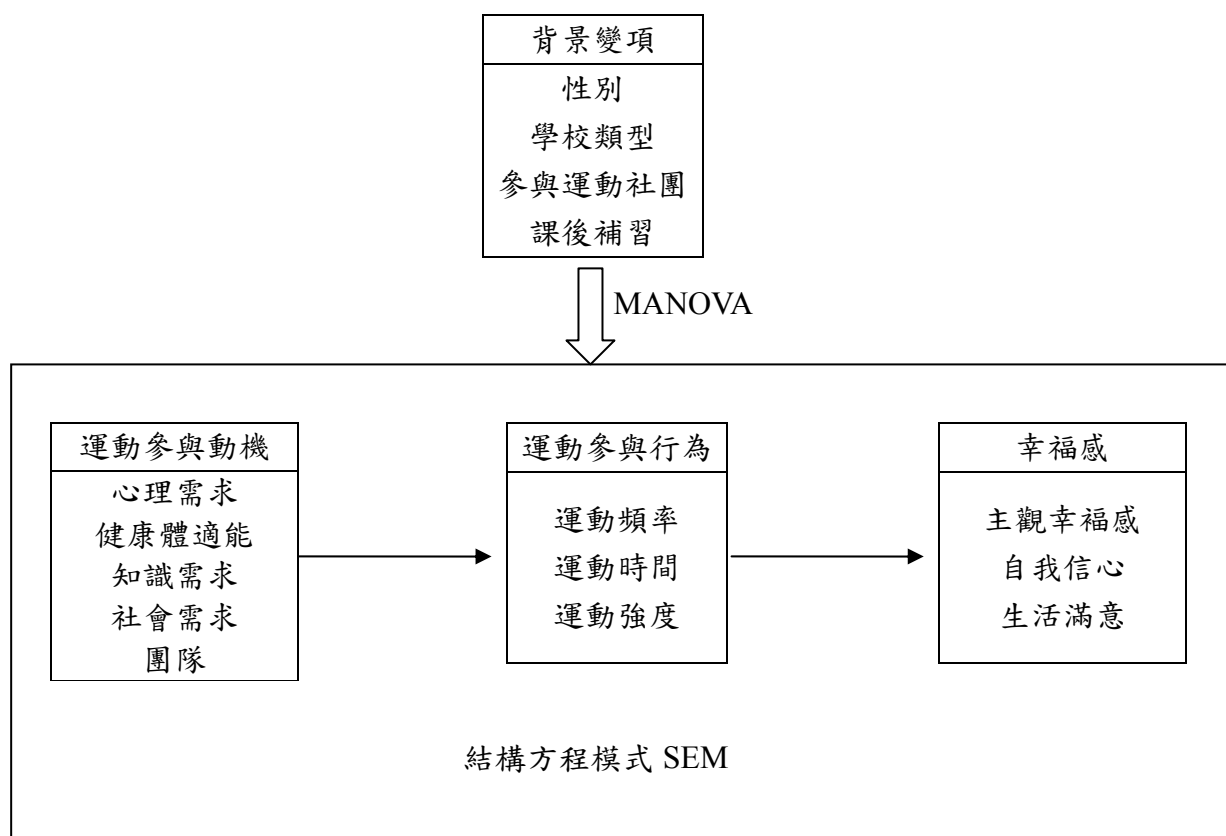 背景變項
性別
學校類型
參與運動社團
課後補習
MANOVA
運動參與動機
心理需求
健康體適能
知識需求
社會需求
團隊
運動參與行為
運動頻率
運動時間
運動強度
幸福感
主觀幸福感
自我信心
生活滿意
結構方程模式 SEM